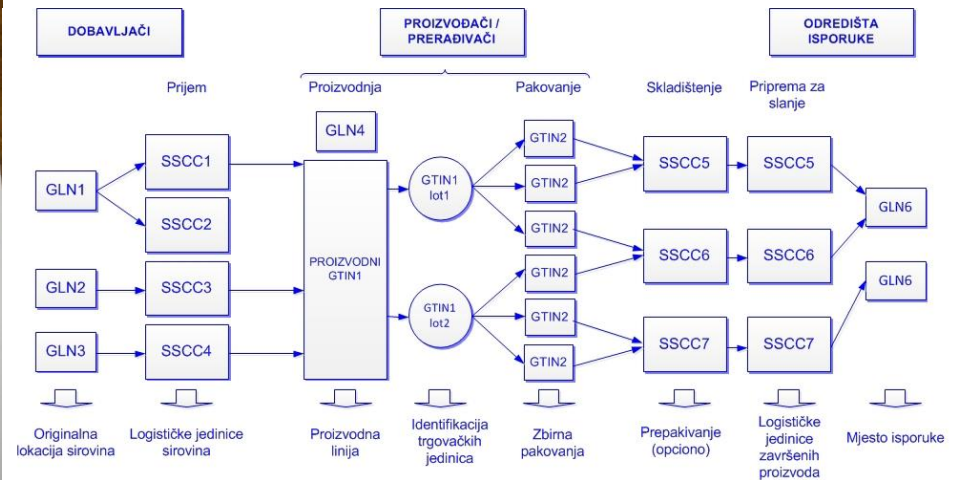 DOBAVLJAČI
PROIZVOĐAČI /
PRERAĐIVAČI
ODREDIŠTA
ISPORUKE
Prijem
Proizvodnja
Pakovanje
Skladištenje
Priprema za
slanje
GLN1
GLN2
GLN3
SSCC1
SSCC2
SSCC3
SSCC4
GLN4
PROIZVODNI
GTIN1
GTIN1
lot1
GTIN1
lot2
GTIN2
GTIN2
GTIN2
GTIN2
GTIN2
GTIN2
SSCC5
SSCC6
SSCC7
SSCC5
SSCC6
SSCC7
GLN6
GLN6
Originalna
lokacija sirovina
Logističke jedinice
sirovina
Proizvodna
linija
Identifikacija
trgovačkih
jedinica
Zbirna
pakovanja
Prepakivanje
(opciono)
Logističke
jedinice
završenih
proizvoda
Mjesto isporuke